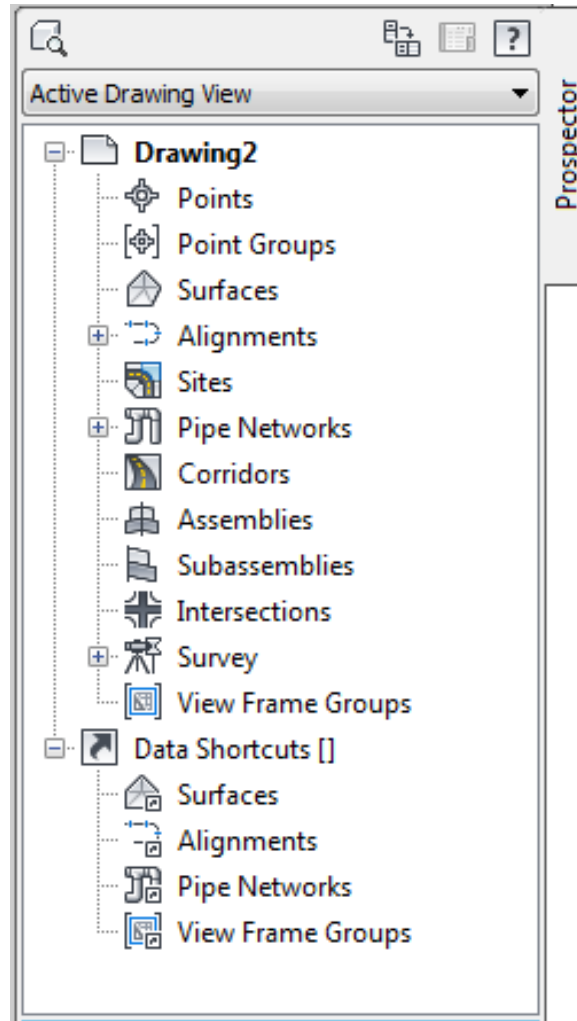 ?
Active Drawing View
Prospector
Drawing2
Points
Point Groups
Surfaces
Alignments
Sites
Pipe Networks
Corridors
Assemblies
Subassemblies
Intersections
Survey
View Frame Groups
Data Shortcuts []
Surfaces
Alignments
Pipe Networks
View Frame Groups